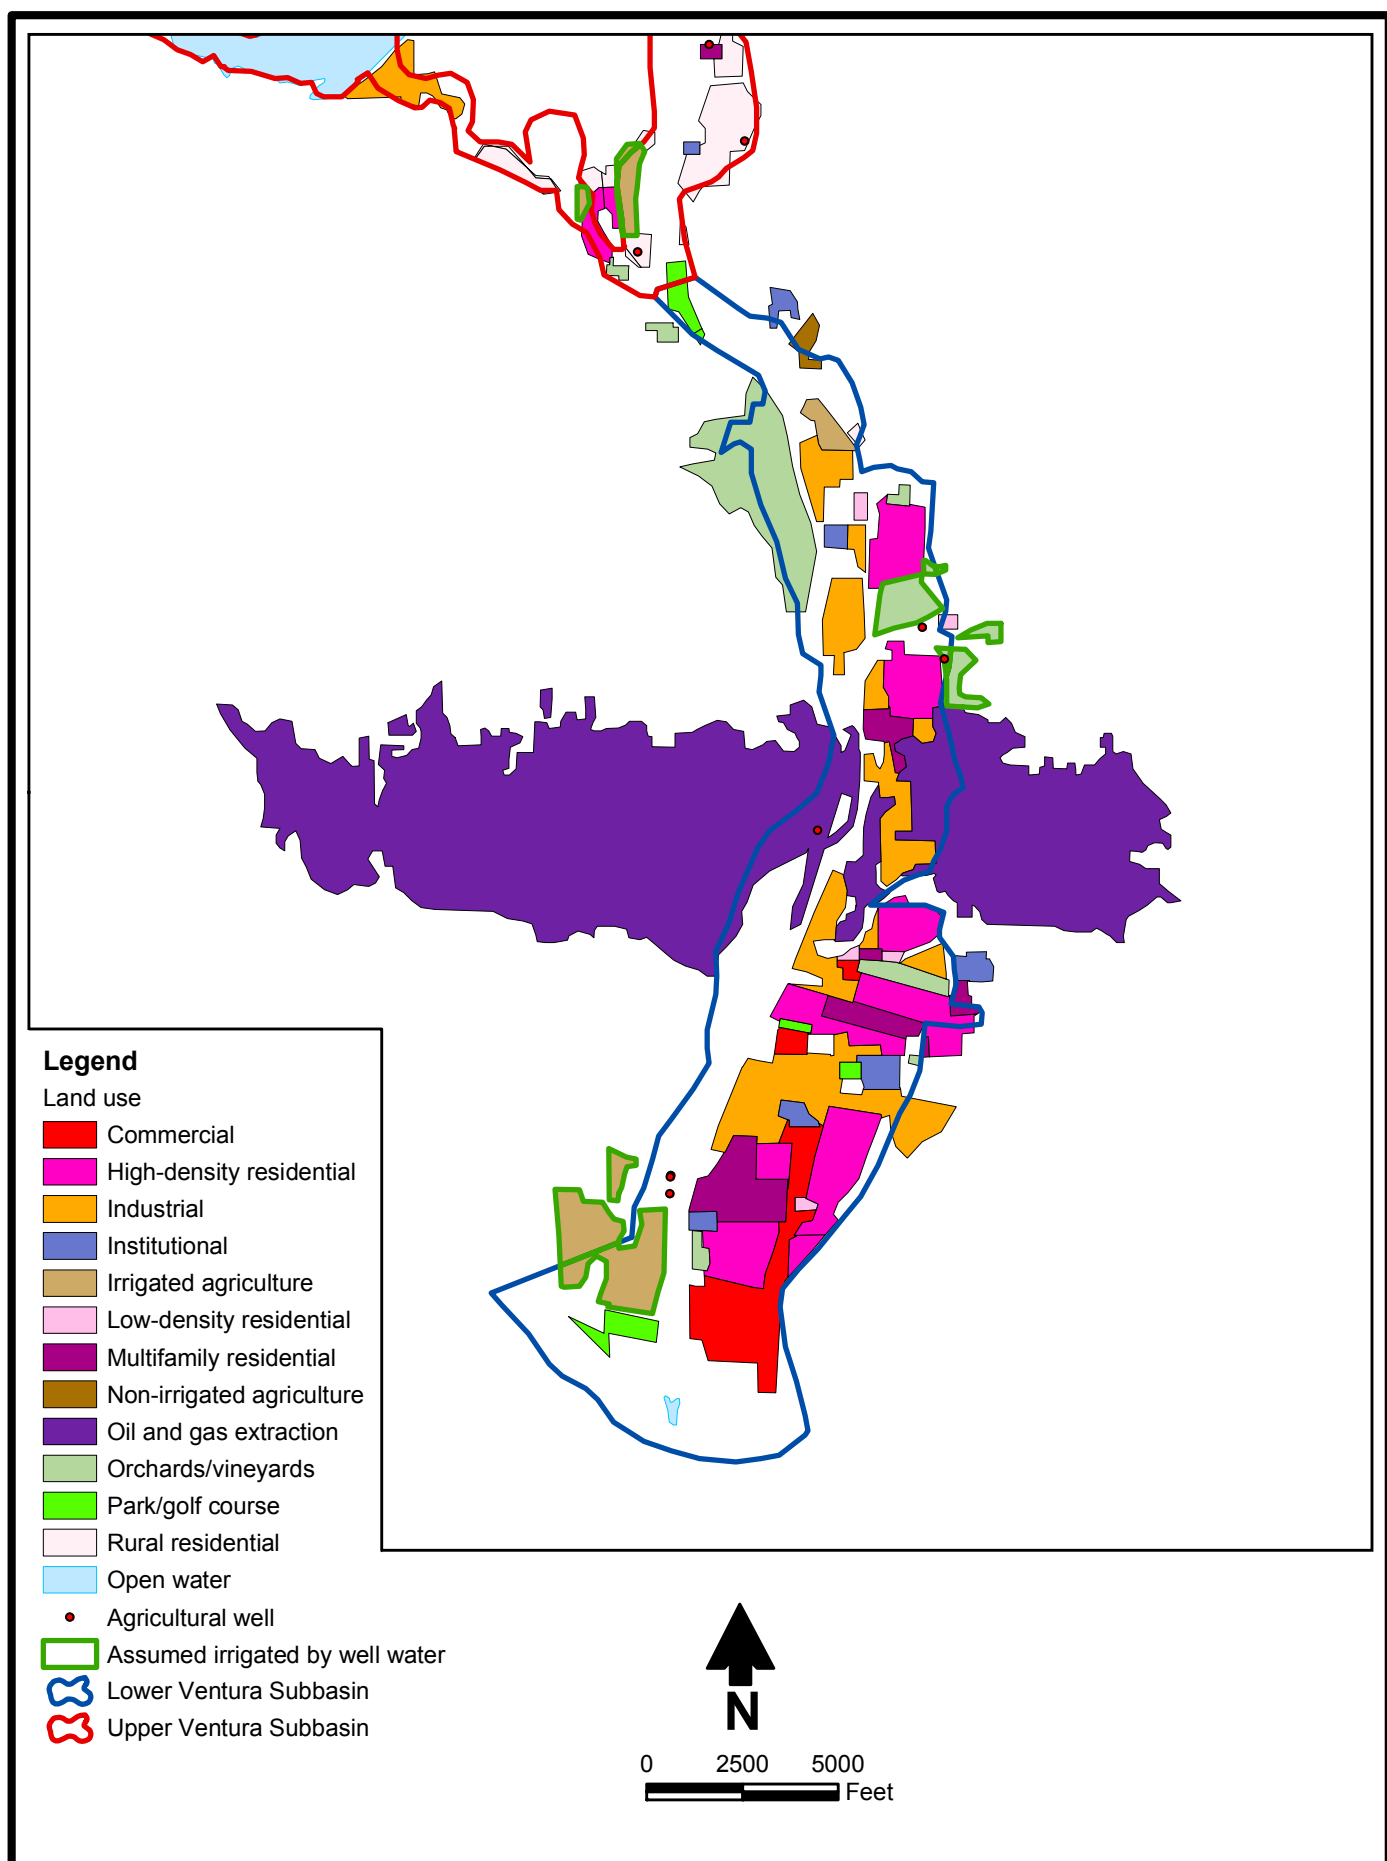 Legend
Land use
Commercial
High-density residential
Industrial
Institutional
Irrigated agriculture
Low-density residential
Multifamily residential
Non-irrigated agriculture
Oil and gas extraction
Orchards/vineyards
Park/golf course
Rural residential
Open water
Agricultural well
Assumed irrigated by well water
Lower Ventura Subbasin
Upper Ventura Subbasin
N
0 2500 5000
Feet